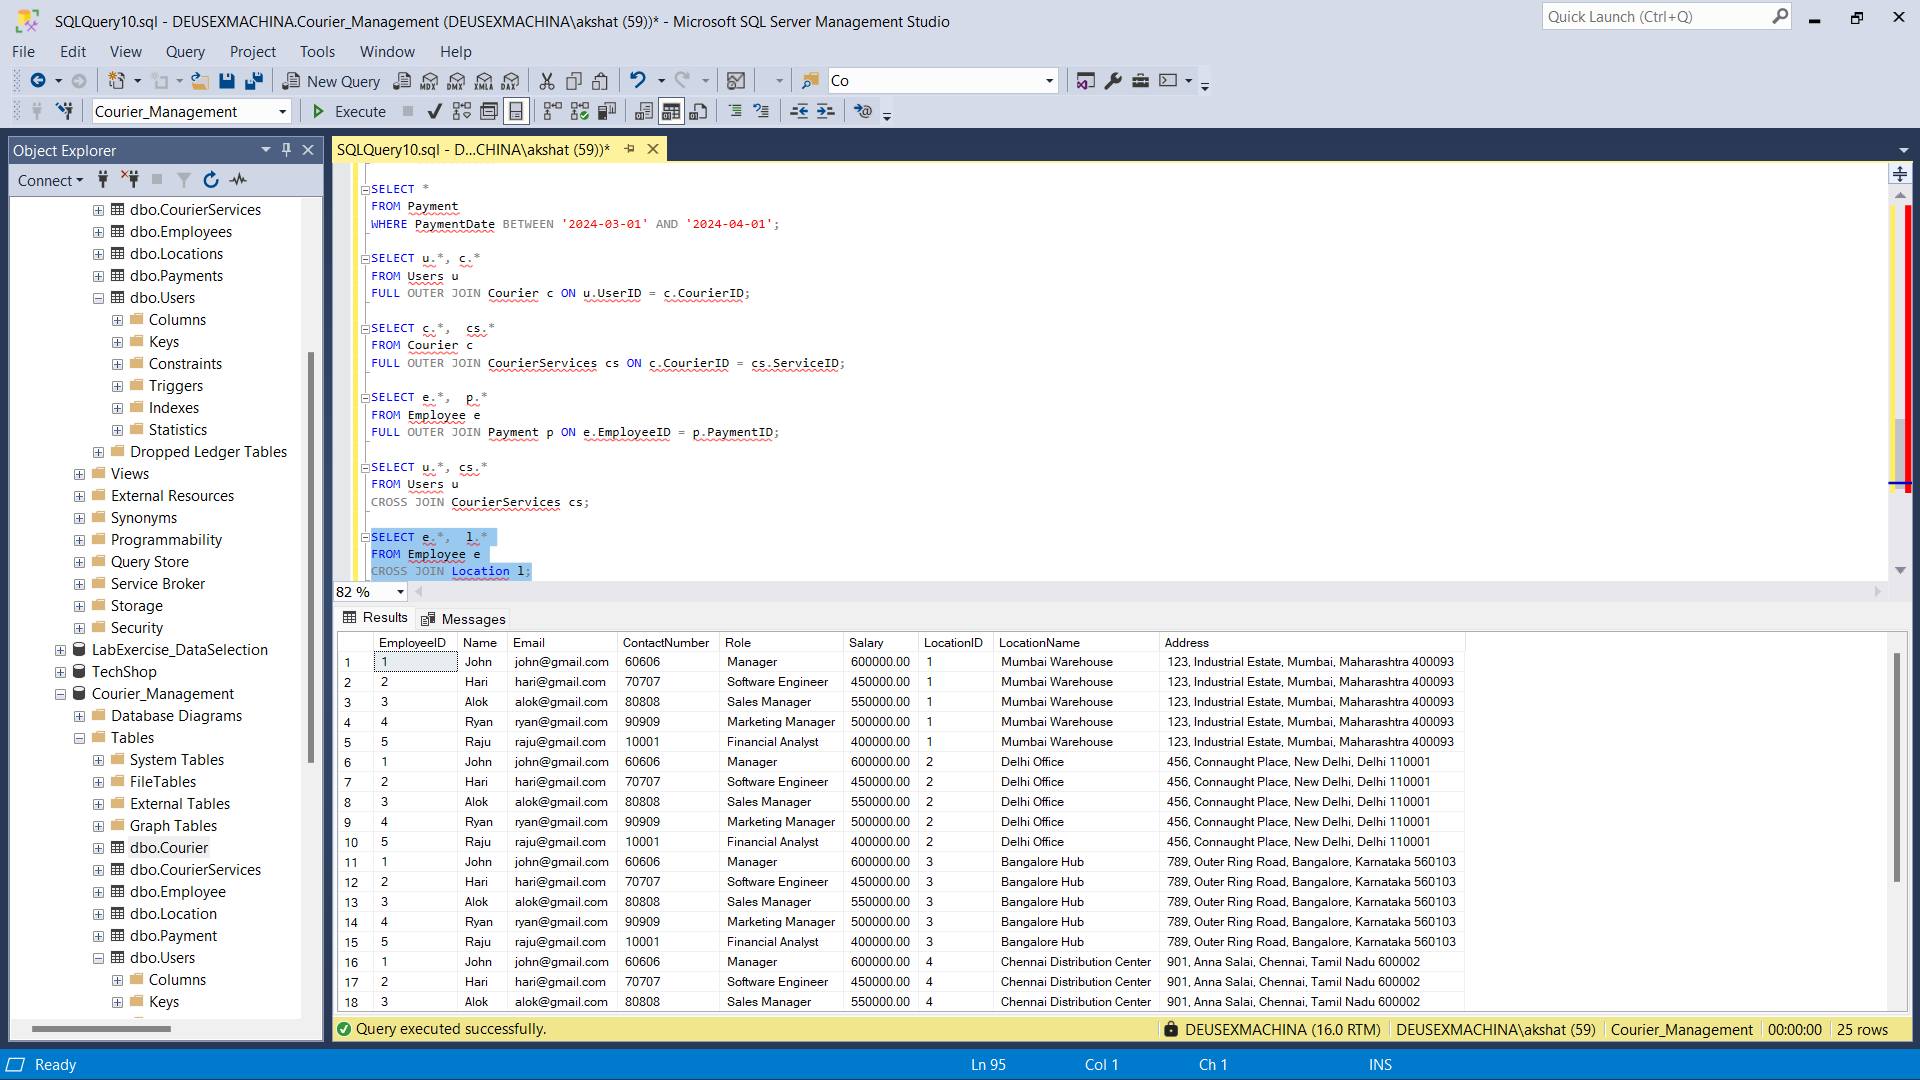 SQLQuery10.sql - DEUSEXMACHINA.Courier_Management (DEUSEXMACHINA\akshat (59))* - Microsoft SQL Server Management Studio
Quick Launch (Ctrl+Q)
File Edit View Query Project Tools Window Help
New Query MDX DMX XMLA DAX Co
Courier_Management Execute
Object Explorer
Connect
dbo.CourierServices
dbo.Employees
dbo.Locations
dbo.Payments
dbo.Users
Columns
Keys
Constraints
Triggers
Indexes
Statistics
Dropped Ledger Tables
Views
External Resources
Synonyms
Programmability
Query Store
Service Broker
Storage
Security
LabExercise_DataSelection
TechShop
Courier_Management
Database Diagrams
Tables
System Tables
FileTables
External Tables
Graph Tables
dbo.Courier
dbo.CourierServices
dbo.Employee
dbo.Location
dbo.Payment
dbo.Users
Columns
Keys
SQLQuery10.sql - D...CHINA\akshat (59))*
SELECT *
FROM Payment
WHERE PaymentDate BETWEEN '2024-03-01' AND '2024-04-01';
SELECT u.*, c.*
FROM Users u
FULL OUTER JOIN Courier c ON u.UserID = c.CourierID;
SELECT c.*, cs.*
FROM Courier c
FULL OUTER JOIN CourierServices cs ON c.CourierID = cs.ServiceID;
SELECT e.*, p.*
FROM Employee e
FULL OUTER JOIN Payment p ON e.EmployeeID = p.PaymentID;
SELECT u.*, cs.*
FROM Users u
CROSS JOIN CourierServices cs;
SELECT e.*, l.*
FROM Employee e
CROSS JOIN Location l;
82 %
Results Messages
EmployeeID Name Email ContactNumber Role Salary LocationID LocationName Address
1 1 John john@gmail.com 60606 Manager 600000.00 1 Mumbai Warehouse 123, Industrial Estate, Mumbai, Maharashtra 400093
2 2 Hari hari@gmail.com 70707 Software Engineer 450000.00 1 Mumbai Warehouse 123, Industrial Estate, Mumbai, Maharashtra 400093
3 3 Alok alok@gmail.com 80808 Sales Manager 550000.00 1 Mumbai Warehouse 123, Industrial Estate, Mumbai, Maharashtra 400093
4 4 Ryan ryan@gmail.com 90909 Marketing Manager 500000.00 1 Mumbai Warehouse 123, Industrial Estate, Mumbai, Maharashtra 400093
5 5 Raju raju@gmail.com 10001 Financial Analyst 400000.00 1 Mumbai Warehouse 123, Industrial Estate, Mumbai, Maharashtra 400093
6 1 John john@gmail.com 60606 Manager 600000.00 2 Delhi Office 456, Connaught Place, New Delhi, Delhi 110001
7 2 Hari hari@gmail.com 70707 Software Engineer 450000.00 2 Delhi Office 456, Connaught Place, New Delhi, Delhi 110001
8 3 Alok alok@gmail.com 80808 Sales Manager 550000.00 2 Delhi Office 456, Connaught Place, New Delhi, Delhi 110001
9 4 Ryan ryan@gmail.com 90909 Marketing Manager 500000.00 2 Delhi Office 456, Connaught Place, New Delhi, Delhi 110001
10 5 Raju raju@gmail.com 10001 Financial Analyst 400000.00 2 Delhi Office 456, Connaught Place, New Delhi, Delhi 110001
11 1 John john@gmail.com 60606 Manager 600000.00 3 Bangalore Hub 789, Outer Ring Road, Bangalore, Karnataka 560103
12 2 Hari hari@gmail.com 70707 Software Engineer 450000.00 3 Bangalore Hub 789, Outer Ring Road, Bangalore, Karnataka 560103
13 3 Alok alok@gmail.com 80808 Sales Manager 550000.00 3 Bangalore Hub 789, Outer Ring Road, Bangalore, Karnataka 560103
14 4 Ryan ryan@gmail.com 90909 Marketing Manager 500000.00 3 Bangalore Hub 789, Outer Ring Road, Bangalore, Karnataka 560103
15 5 Raju raju@gmail.com 10001 Financial Analyst 400000.00 3 Bangalore Hub 789, Outer Ring Road, Bangalore, Karnataka 560103
16 1 John john@gmail.com 60606 Manager 600000.00 4 Chennai Distribution Center 901, Anna Salai, Chennai, Tamil Nadu 600002
17 2 Hari hari@gmail.com 70707 Software Engineer 450000.00 4 Chennai Distribution Center 901, Anna Salai, Chennai, Tamil Nadu 600002
18 3 Alok alok@gmail.com 80808 Sales Manager 550000.00 4 Chennai Distribution Center 901, Anna Salai, Chennai, Tamil Nadu 600002
Query executed successfully. DEUSEXMACHINA (16.0 RTM) DEUSEXMACHINA\akshat (59) Courier_Management 00:00:00 25 rows
Ready Ln 95 Col 1 Ch 1 INS